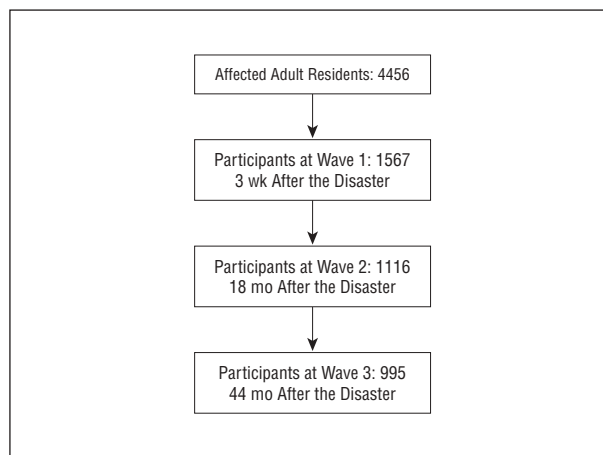 Affected Adult Residents: 4456
Participants at Wave 1: 1567
3 wk After the Disaster
Participants at Wave 2: 1116
18 mo After the Disaster
Participants at Wave 3: 995
44 mo After the Disaster